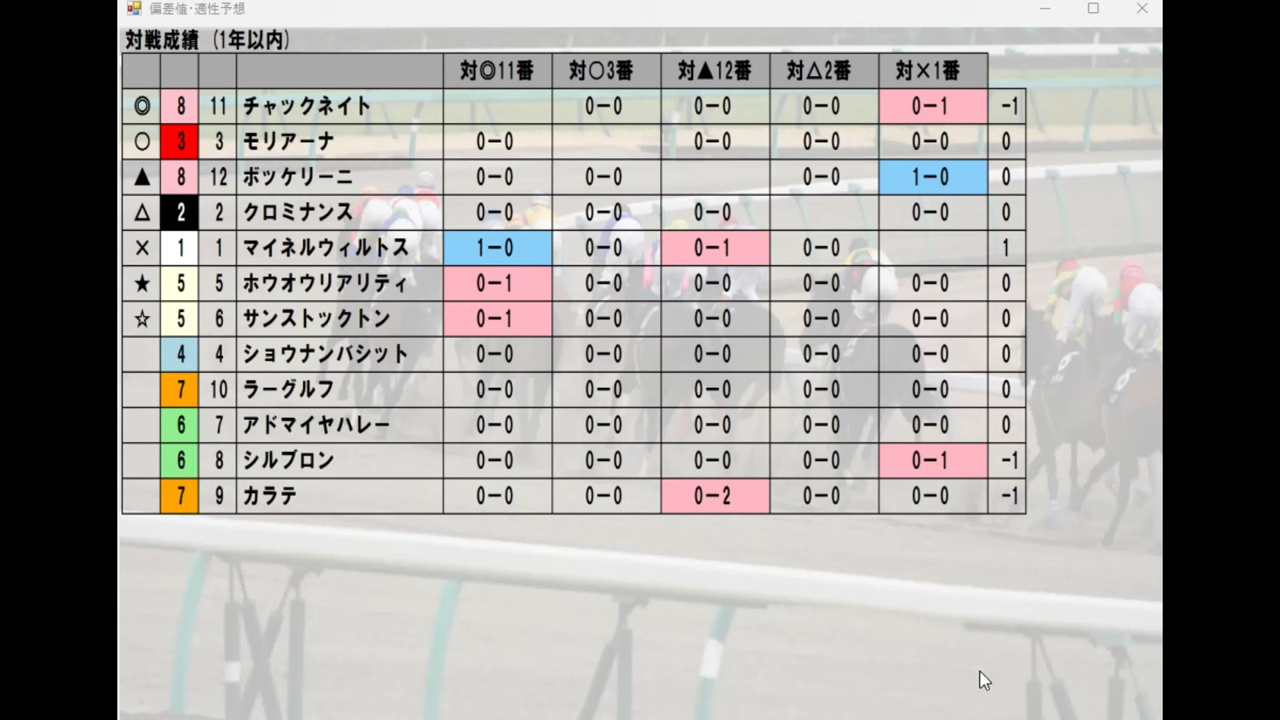 偏差値・適性予想
対戦成績 (1年以内)
対◎11番 対○3番 対▲12番 対△2番 対×1番
◎ 8 11 チャックネイト 0-0 0-0 0-0 0-1 -1
○ 3 3 モリアーナ 0-0 0-0 0-0 0-0 0
▲ 8 12 ボッケリーニ 0-0 0-0 0-0 1-0 0
△ 2 2 クロミナンス 0-0 0-0 0-0 0-0 0
× 1 1 マイネルウィルトス 1-0 0-0 0-1 0-0 1
★ 5 5 ホウオウリアリティ 0-1 0-0 0-0 0-0 0-0 0
☆ 5 6 サンストックトン 0-1 0-0 0-0 0-0 0-0 0
4 4 ショウナンバシット 0-0 0-0 0-0 0-0 0-0 0
7 10 ラーグルフ 0-0 0-0 0-0 0-0 0-0 0
6 7 アドマイヤハレー 0-0 0-0 0-0 0-0 0-0 0
6 8 シルブロン 0-0 0-0 0-0 0-0 0-1 -1
7 9 カラテ 0-0 0-0 0-2 0-0 0-0 -1